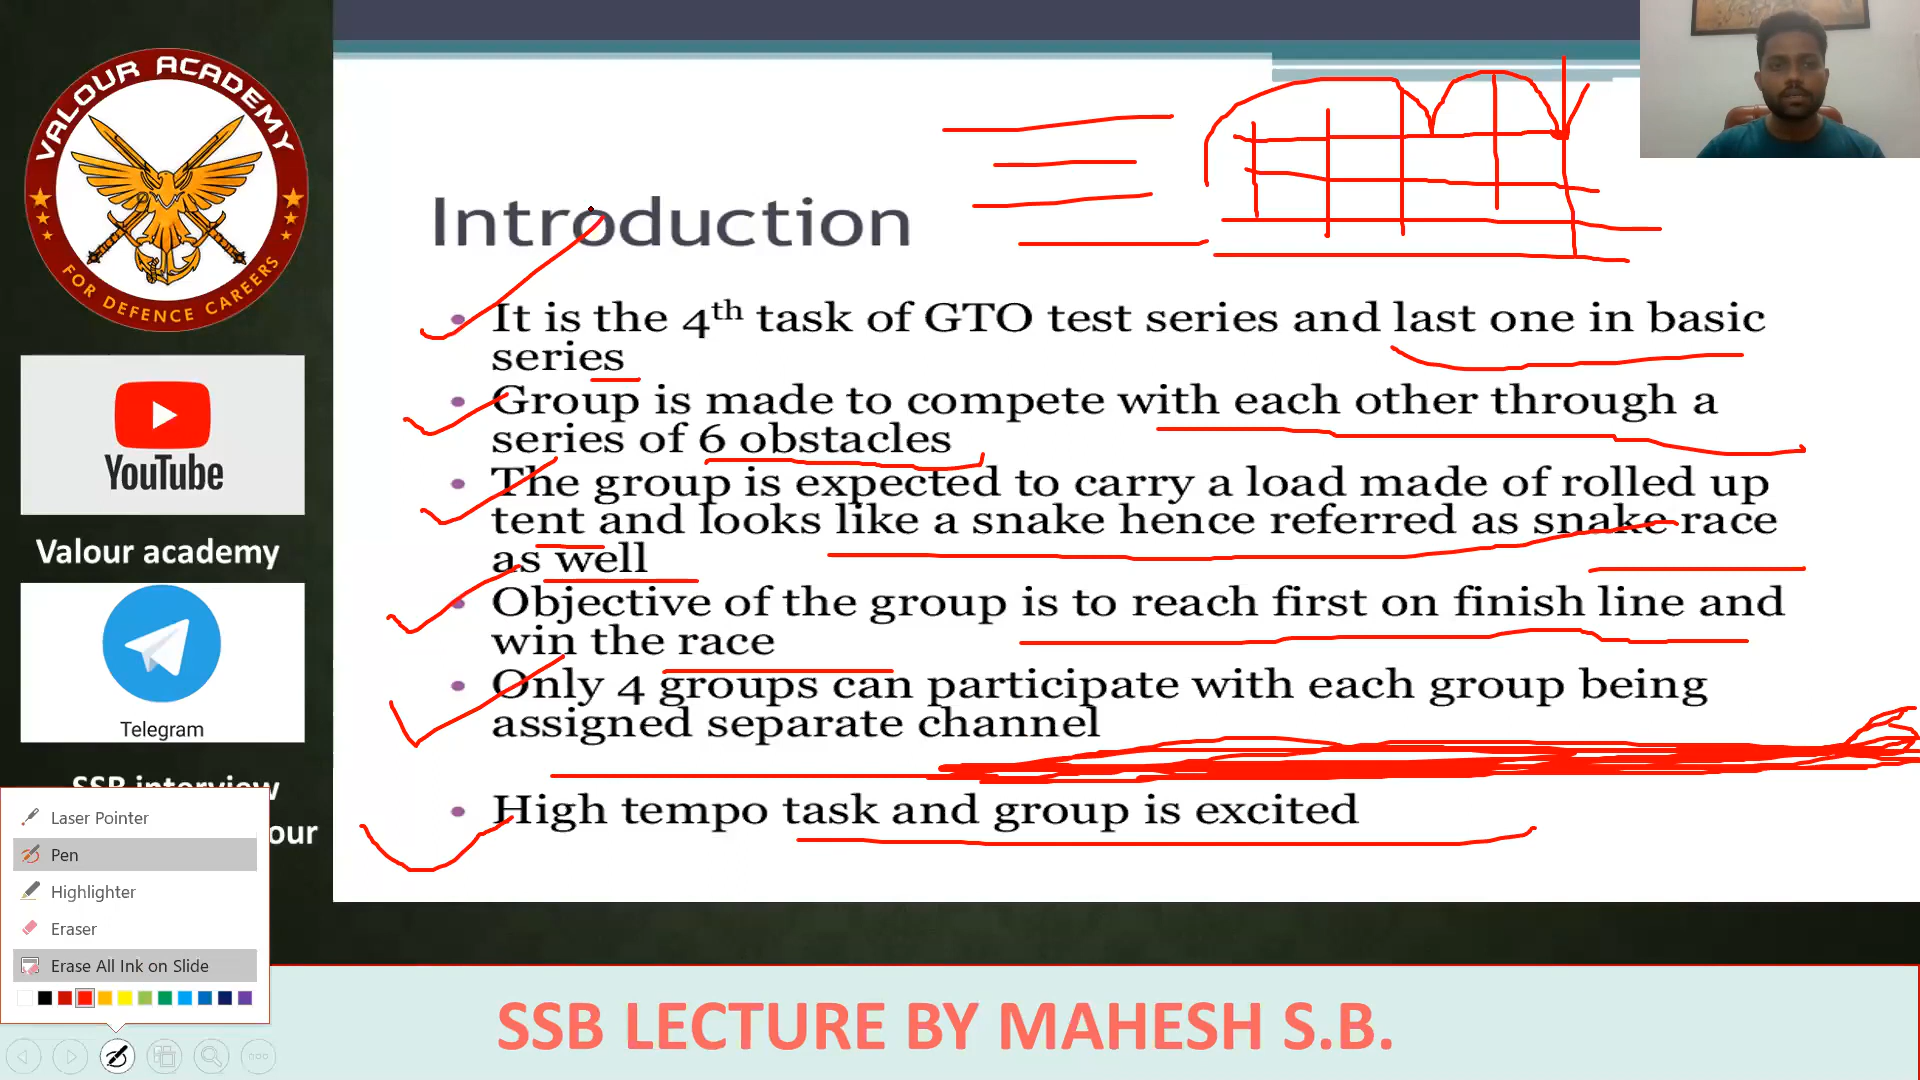 VALOUR ACADEMY
FOR DEFENCE CAREERS
YouTube
Valour academy
Telegram
SSB interview
our
Introduction
• It is the 4th task of GTO test series and last one in basic
series
• Group is made to compete with each other through a
series of 6 obstacles
• The group is expected to carry a load made of rolled up
tent and looks like a snake hence referred as snake race
as well
• Objective of the group is to reach first on finish line and
win the race
• Only 4 groups can participate with each group being
assigned separate channel
• High tempo task and group is excited
Laser Pointer
Pen
Highlighter
Eraser
Erase All Ink on Slide
SSB LECTURE BY MAHESH S.B.